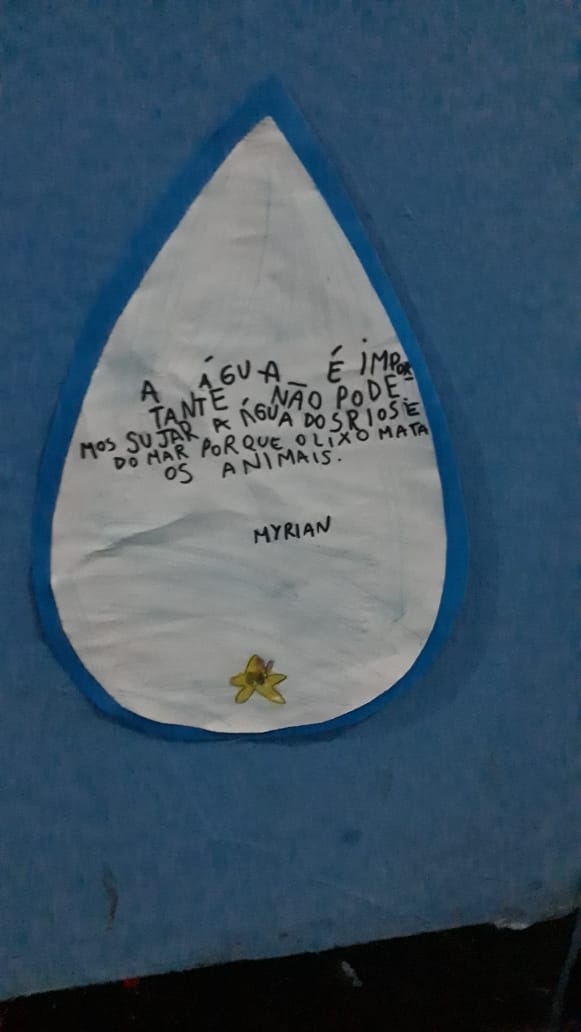 A ÁGUA É IMPOR-
TANTE NÃO PODE-
MOS SUJAR A ÁGUA DOS RIOS E
DO MAR PORQUE O LIXO MATA
OS ANIMAIS.
MYRIAN